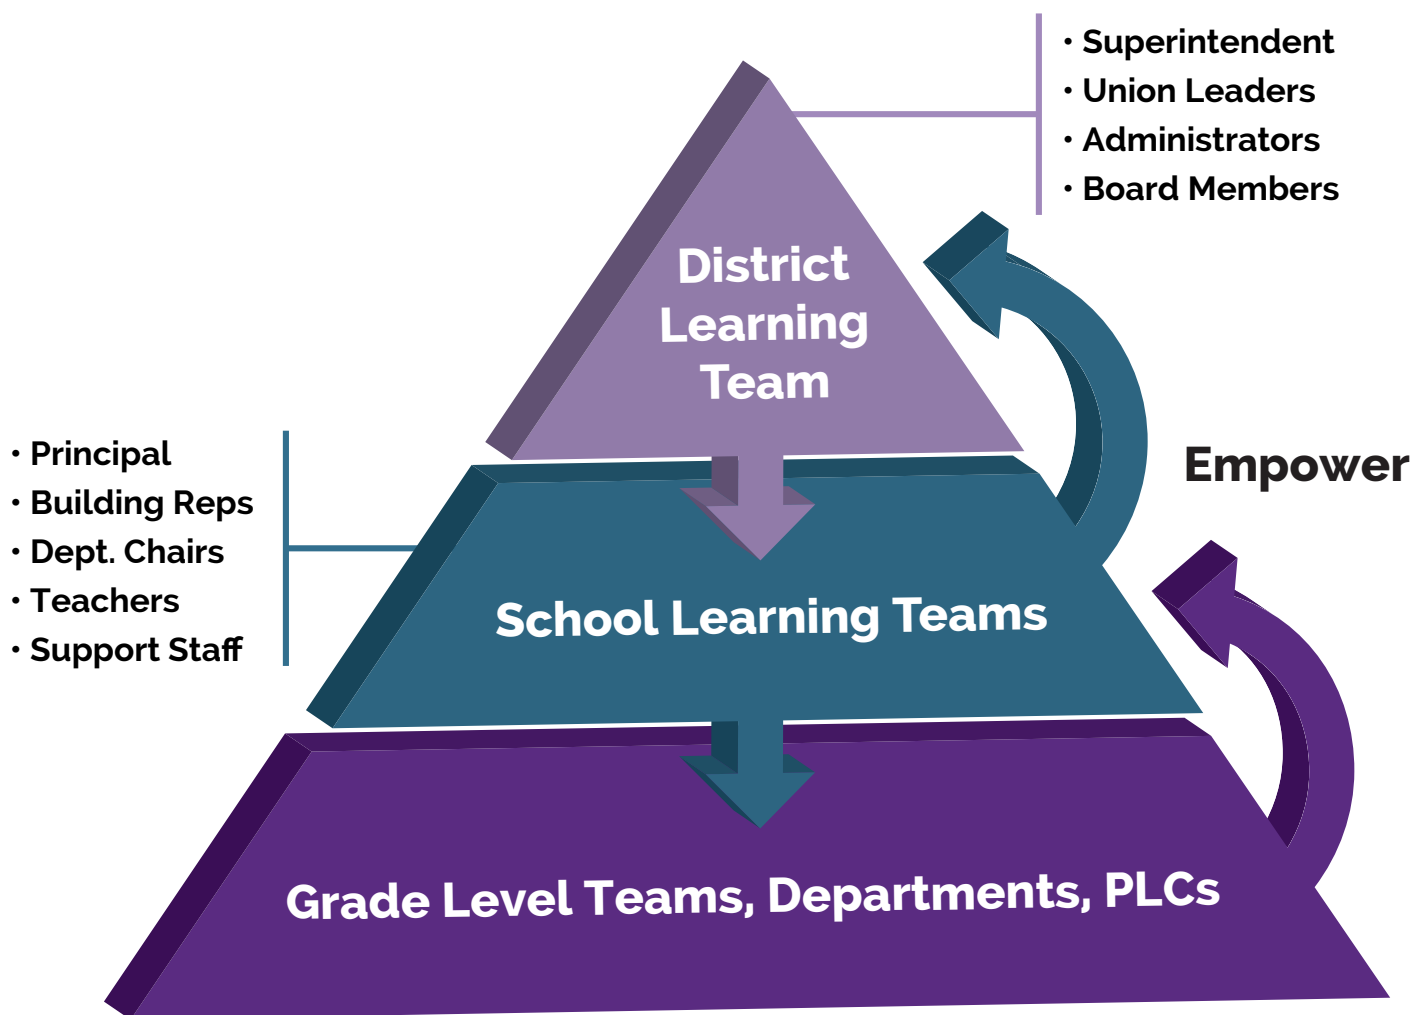 • Superintendent
• Union Leaders
• Administrators
• Board Members
District
Learning
Team
• Principal
• Building Reps
• Dept. Chairs
• Teachers
• Support Staff
Empower
School Learning Teams
Grade Level Teams, Departments, PLCs